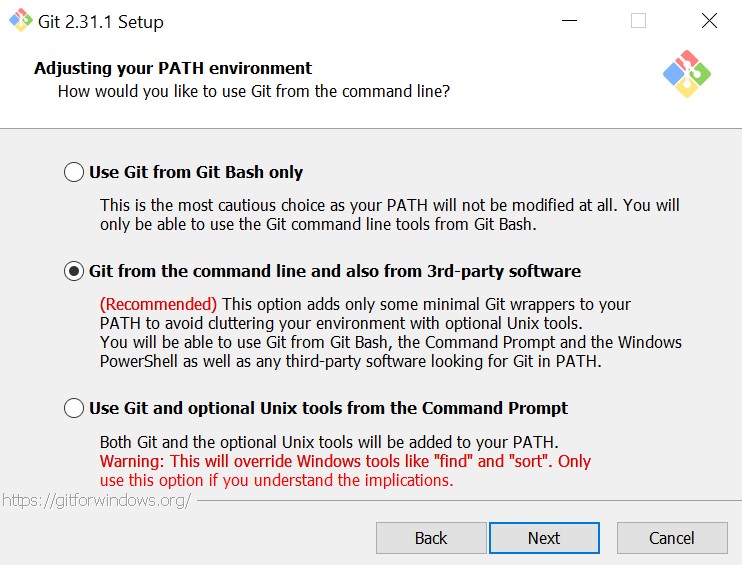 Git 2.31.1 Setup
Adjusting your PATH environment
How would you like to use Git from the command line?
Use Git from Git Bash only
This is the most cautious choice as your PATH will not be modified at all. You will
only be able to use the Git command line tools from Git Bash.
Git from the command line and also from 3rd-party software
(Recommended) This option adds only some minimal Git wrappers to your
PATH to avoid cluttering your environment with optional Unix tools.
You will be able to use Git from Git Bash, the Command Prompt and the Windows
PowerShell as well as any third-party software looking for Git in PATH.
Use Git and optional Unix tools from the Command Prompt
Both Git and the optional Unix tools will be added to your PATH.
Warning: This will override Windows tools like "find" and "sort". Only
use this option if you understand the implications.
https://gitforwindows.org/
Back
Next
Cancel